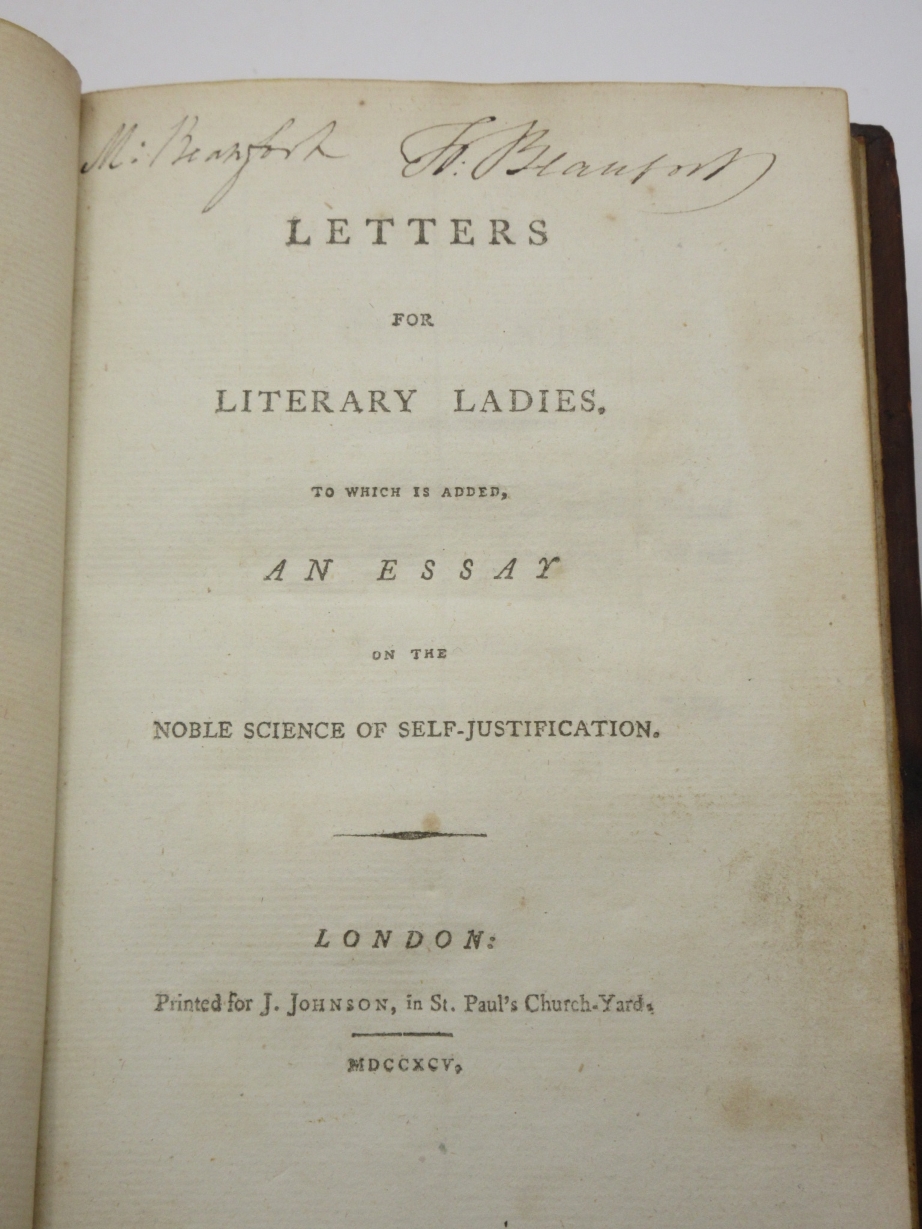 M: Beaufort Fr. Beaufort
LETTERS
FOR
LITERARY LADIES.
TO WHICH IS ADDED,
AN ESSAY
ON THE
NOBLE SCIENCE OF SELF-JUSTIFICATION.
LONDON:
Printed for J. JOHNSON, in St. Paul's Church-Yard.
MDCCXCV.